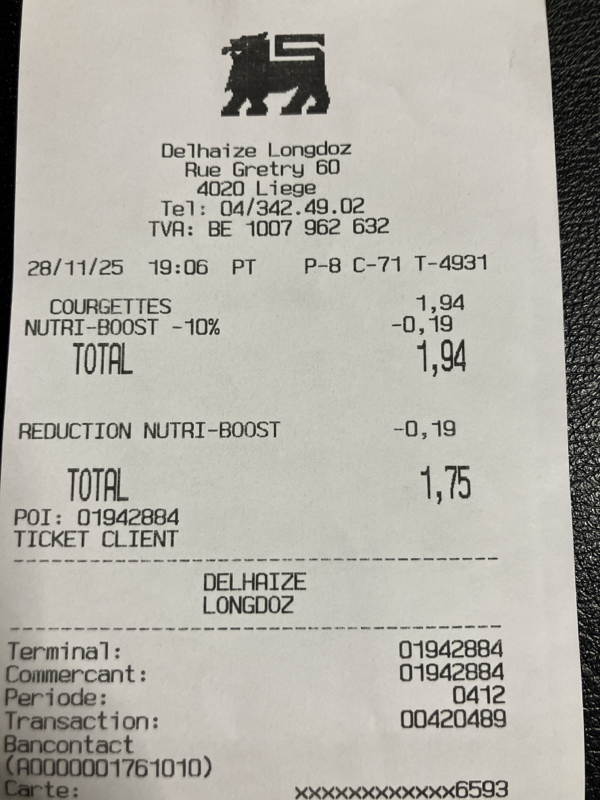 Delhaize Longdoz
Rue Gretry 60
4020 Liege
Tel: 04/342.49.02
TVA: BE 1007 962 632
28/11/25 19:06 PT P-8 C-71 T-4931
COURGETTES 1,94
NUTRI-BOOST -10% -0,19
TOTAL 1,94
REDUCTION NUTRI-BOOST -0,19
TOTAL 1,75
POI: 01942884
TICKET CLIENT
DELHAIZE
LONGDOZ
Terminal: 01942884
Commercant: 01942884
Periode: 0412
Transaction: 00420489
Bancontact
(A0000001761010)
Carte: xxxxxxxxxxxx6593